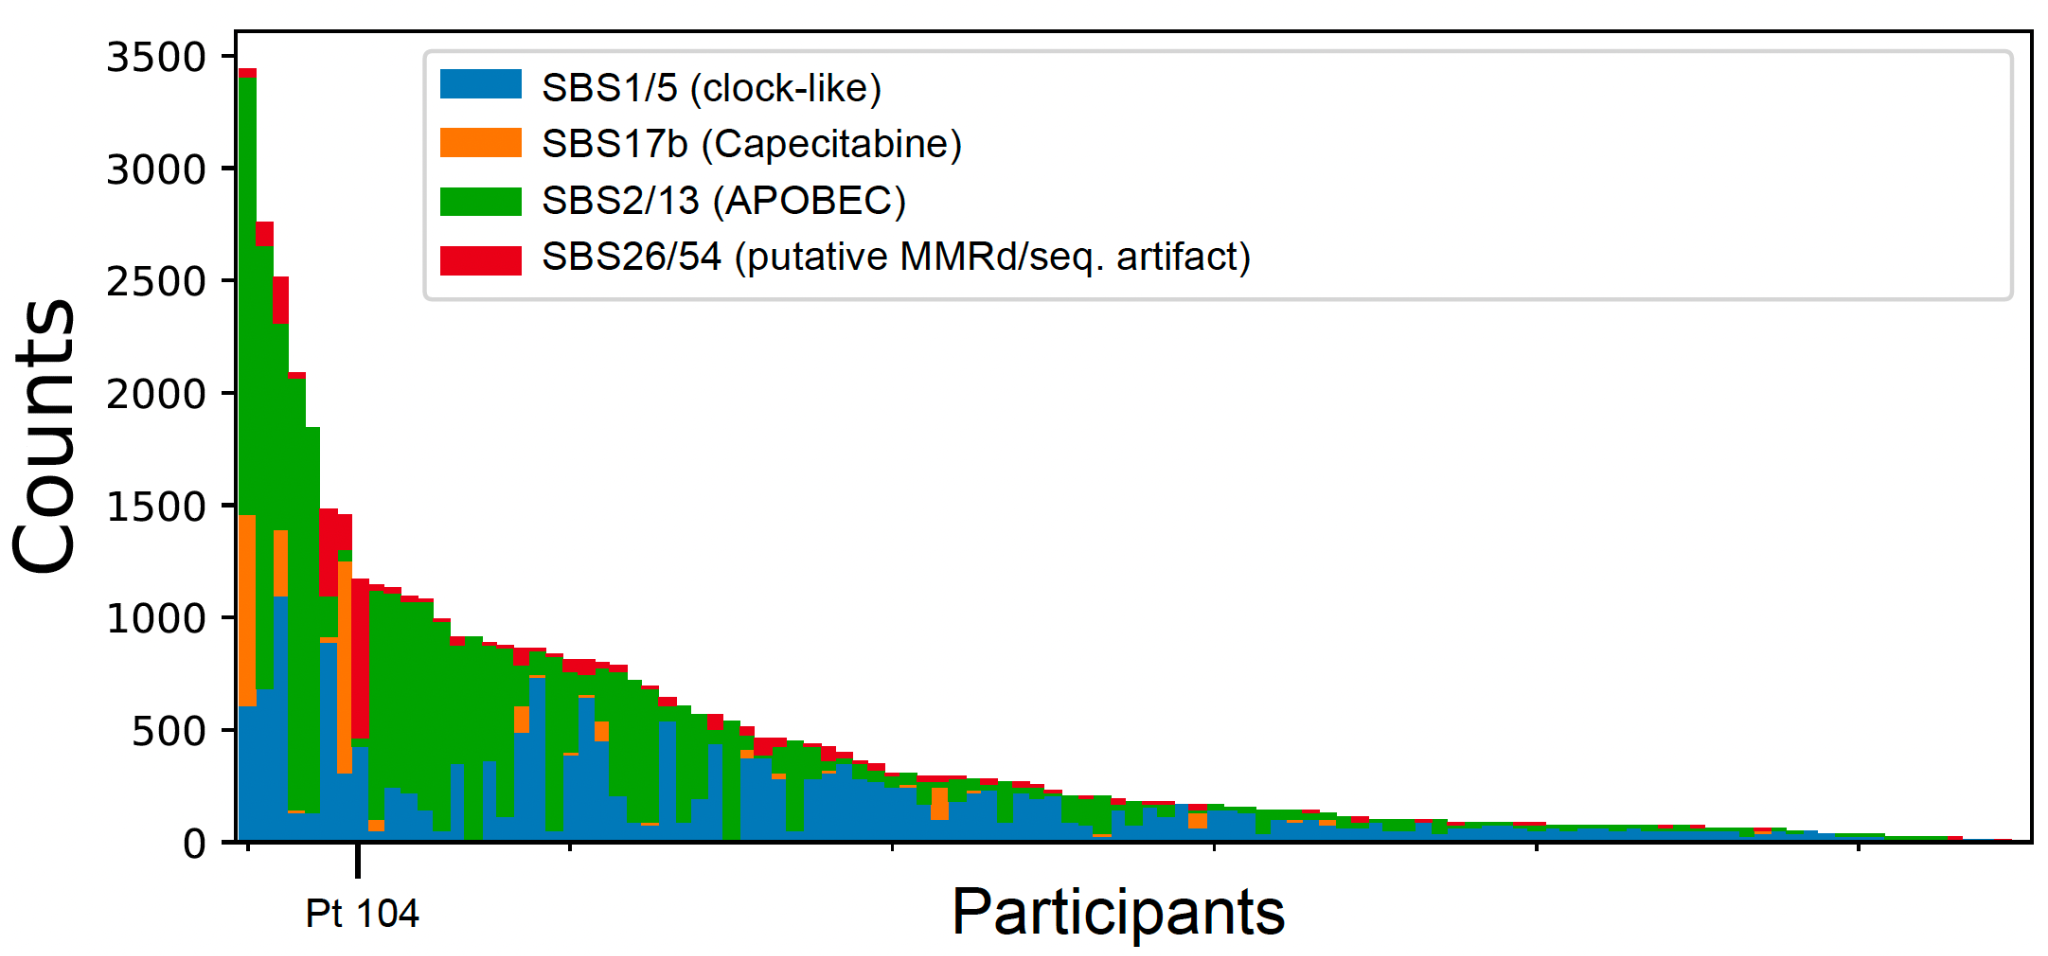 3500
3000
2500
2000
1500
1000
500
0
Counts
SBS1/5 (clock-like)
SBS17b (Capecitabine)
SBS2/13 (APOBEC)
SBS26/54 (putative MMRd/seq. artifact)
Pt 104
Participants